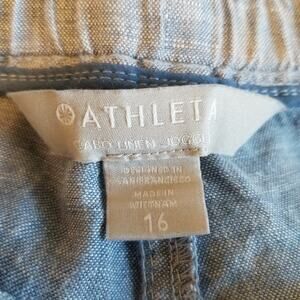 ATHLETA
CABO LINEN JOGGER
DESIGNED IN
SAN FRANCISCO
MADE IN
VIETNAM
16